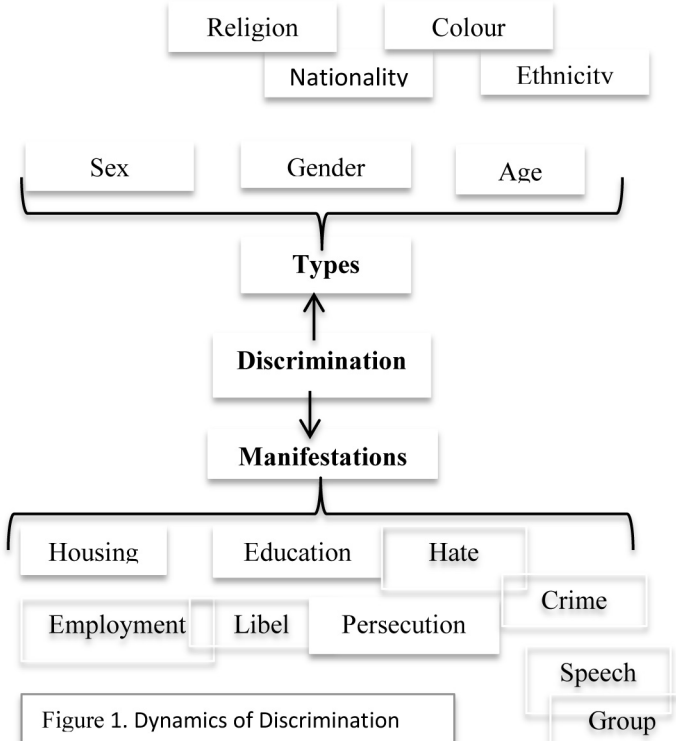 Religion Colour
Nationality Ethnicity
Sex Gender Age
Types
Discrimination
Manifestations
Housing Education Hate
Crime
Employment Libel Persecution
Speech
Group
Figure 1. Dynamics of Discrimination